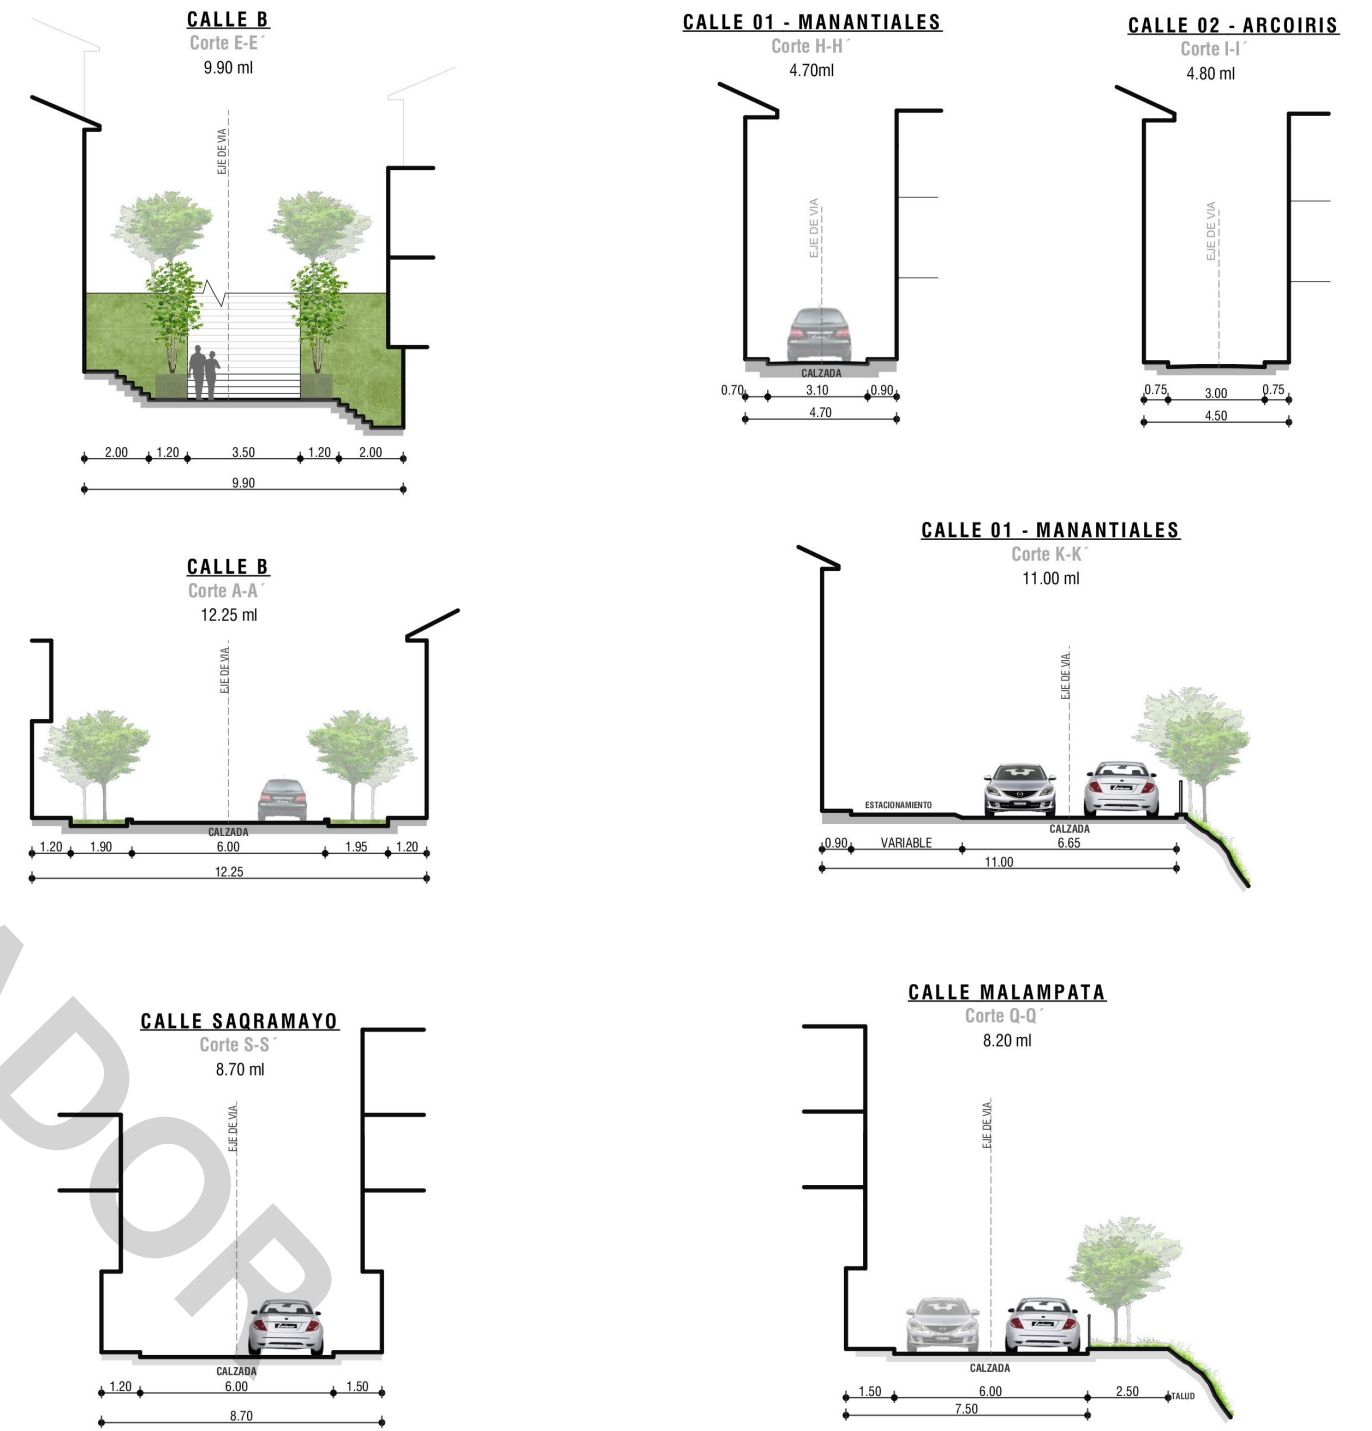 CALLE B
Corte E-E´
9.90 ml
EJE DE VIA
2.00 1.20 3.50 1.20 2.00
9.90
CALLE 01 - MANANTIALES
Corte H-H´
4.70ml
EJE DE VIA
CALZADA
0.70 3.10 0.90
4.70
CALLE 02 - ARCOIRIS
Corte I-I´
4.80 ml
EJE DE VIA
0.75 3.00 0.75
4.50
CALLE B
Corte A-A´
12.25 ml
EJE DE VIA
CALZADA
1.20 1.90 6.00 1.95 1.20
12.25
CALLE 01 - MANANTIALES
Corte K-K´
11.00 ml
EJE DE VIA
ESTACIONAMIENTO
CALZADA
0.90 VARIABLE 6.65
11.00
CALLE SAQRAMAYO
Corte S-S´
8.70 ml
EJE DE VIA
CALZADA
1.20 6.00 1.50
8.70
CALLE MALAMPATA
Corte Q-Q´
8.20 ml
EJE DE VIA
CALZADA
1.50 6.00 2.50 TALUD
7.50
ADOR